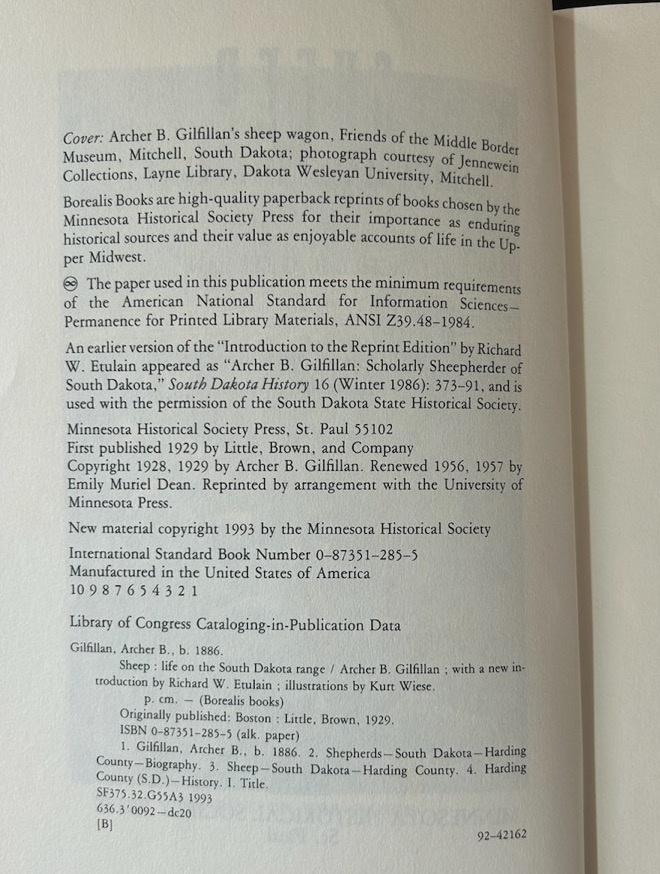 Cover: Archer B. Gilfillan's sheep wagon, Friends of the Middle Border
Museum, Mitchell, South Dakota; photograph courtesy of Jennewein
Collections, Layne Library, Dakota Wesleyan University, Mitchell.
Borealis Books are high-quality paperback reprints of books chosen by the
Minnesota Historical Society Press for their importance as enduring
historical sources and their value as enjoyable accounts of life in the Up-
per Midwest.
♾ The paper used in this publication meets the minimum requirements
of the American National Standard for Information Sciences—
Permanence for Printed Library Materials, ANSI Z39.48–1984.
An earlier version of the "Introduction to the Reprint Edition" by Richard
W. Etulain appeared as "Archer B. Gilfillan: Scholarly Sheepherder of
South Dakota," South Dakota History 16 (Winter 1986): 373–91, and is
used with the permission of the South Dakota State Historical Society.
Minnesota Historical Society Press, St. Paul 55102
First published 1929 by Little, Brown, and Company
Copyright 1928, 1929 by Archer B. Gilfillan. Renewed 1956, 1957 by
Emily Muriel Dean. Reprinted by arrangement with the University of
Minnesota Press.
New material copyright 1993 by the Minnesota Historical Society
International Standard Book Number 0–87351–285–5
Manufactured in the United States of America
10 9 8 7 6 5 4 3 2 1
Library of Congress Cataloging-in-Publication Data
Gilfillan, Archer B., b. 1886.
Sheep : life on the South Dakota range / Archer B. Gilfillan ; with a new in-
troduction by Richard W. Etulain ; illustrations by Kurt Wiese.
p. cm. — (Borealis books)
Originally published: Boston : Little, Brown, 1929.
ISBN 0–87351–285–5 (alk. paper)
1. Gilfillan, Archer B., b. 1886. 2. Shepherds—South Dakota—Harding
County—Biography. 3. Sheep—South Dakota—Harding County. 4. Harding
County (S.D.)—History. I. Title.
SF375.32.G55A3 1993
636.3'0092—dc20
[B]
92-42162